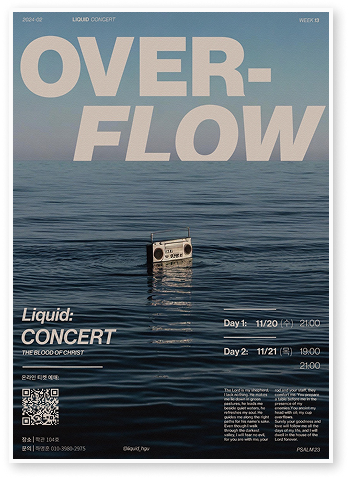 2024-02
LIQUID CONCERT
WEEK 13
OVER-
FLOW
Liquid:
CONCERT
THE BLOOD OF CHRIST
온라인 티켓 예매:
장소 | 학관 104호
문의 | 하영호 010-3980-2975
@liquid_hgu
Day 1: 11/20 (수) 21:00
Day 2: 11/21 (목) 19:00
21:00
The Lord is my shepherd,
I lack nothing. He makes
me lie down in green
pastures, he leads me
beside quiet waters, he
refreshes my soul. He
guides me along the right
paths for his name's sake.
Even though I walk
through the darkest
valley, I will fear no evil,
for you are with me; your
rod and your staff, they
comfort me. You prepare
a table before me in the
presence of my
enemies. You anoint my
head with oil; my cup
overflows.
Surely your goodness and
love will follow me all the
days of my life, and I will
dwell in the house of the
Lord forever.
PSALM23